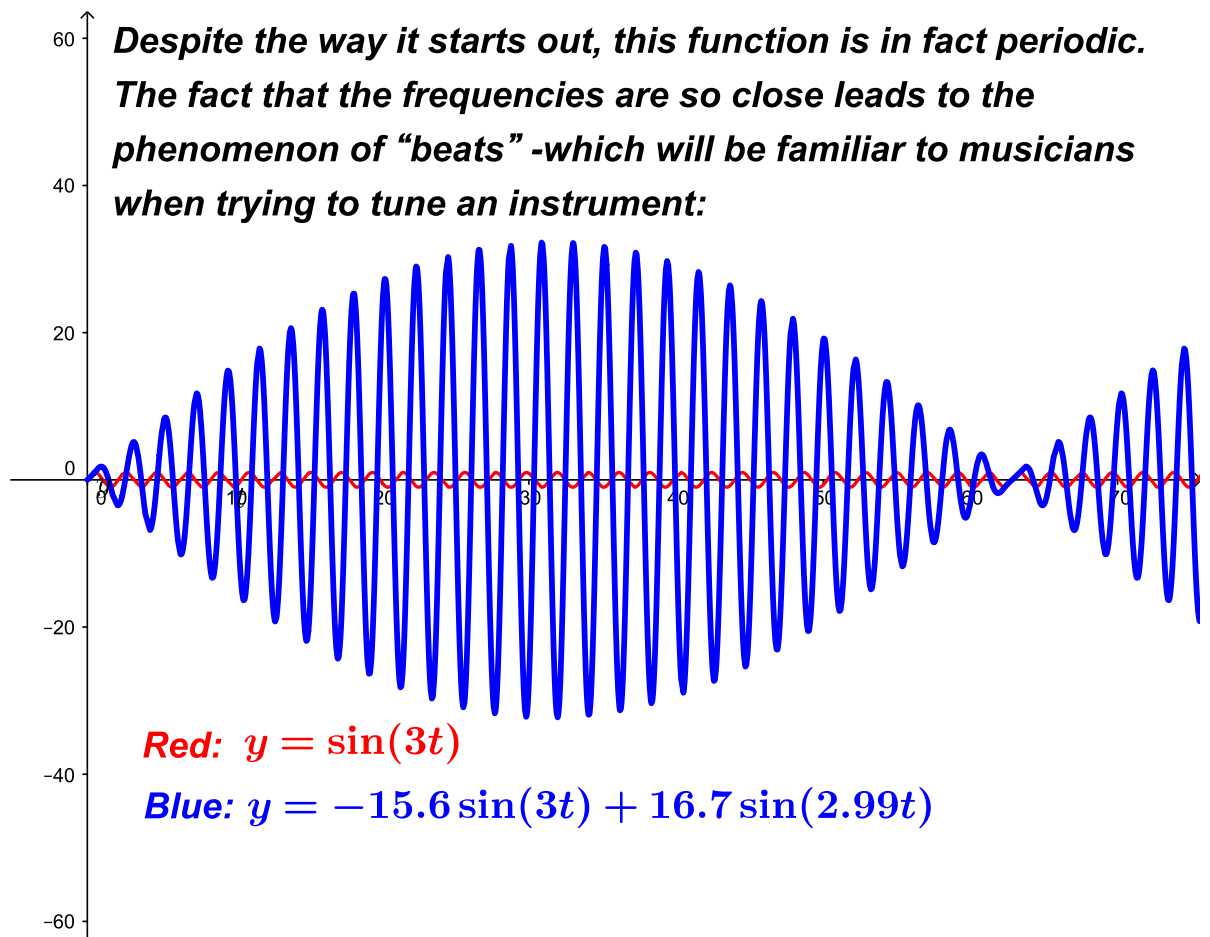 60
Despite the way it starts out, this function is in fact periodic.
The fact that the frequencies are so close leads to the
phenomenon of “beats” -which will be familiar to musicians
40
when trying to tune an instrument:
20
0
0 10 20 30 40 50 60 70
−20
Red: y = sin(3t)
−40
Blue: y = −15.6 sin(3t) + 16.7 sin(2.99t)
−60